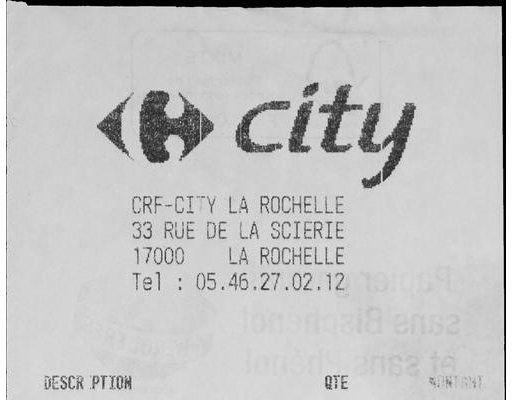 city
CRF-CITY LA ROCHELLE
33 RUE DE LA SCIERIE
17000 LA ROCHELLE
Tel : 05.46.27.02.12
DESCR PTION QTE MONTANT
Papier
sans Bisphénol
et sans Phénol